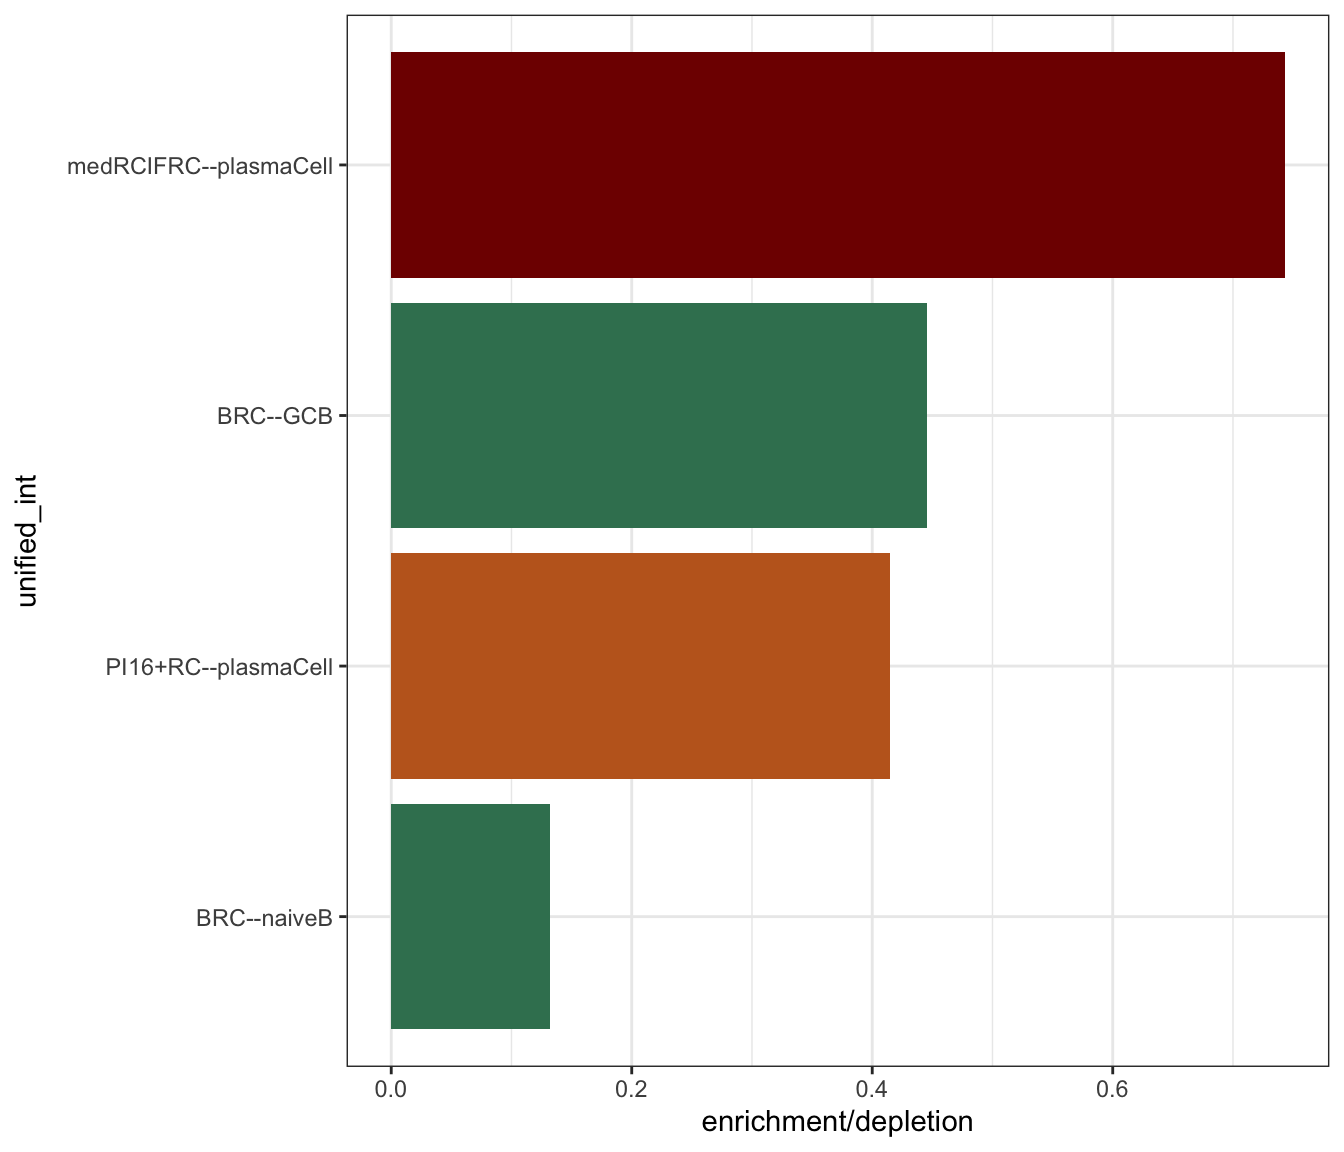 medRCIFRC--plasmaCell
BRC--GCB
PI16+RC--plasmaCell
BRC--naiveB
unified_int
0.0 0.2 0.4 0.6
enrichment/depletion